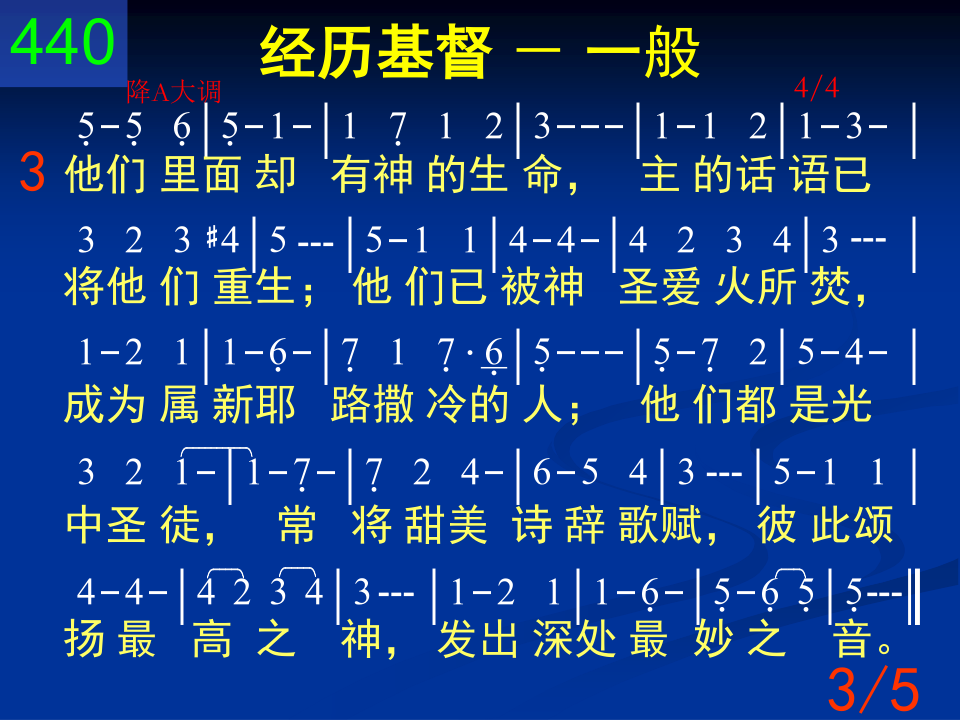 440
经历基督 － 一般
降A大调 4/4
5̣–5̣ 6̣|5̣–1–|1 7̣ 1 2|3–––|1–1 2|1–3–|
3 他们 里面 却 有神 的生 命， 主 的话 语已
3 2 3 #4|5 ---|5–1 1|4–4–|4 2 3 4|3 ---|
将他 们 重生； 他 们已 被神 圣爱 火所 焚，
1–2 1|1–6̣–|7̣ 1 7̣·6̣|5̣–––|5̣–7̣ 2|5–4–|
成为 属 新耶 路撒 冷的 人； 他 们都 是光
3 2 1–|1–7̣–|7̣ 2 4–|6–5 4|3 ---|5–1 1|
中圣 徒， 常 将 甜美 诗 辞 歌赋， 彼 此颂
4–4–|4 2 3 4|3 ---|1–2 1|1–6̣–|5̣–6̣ 5̣|5̣---‖
扬 最 高 之 神， 发出 深处 最 妙 之 音。
3/5